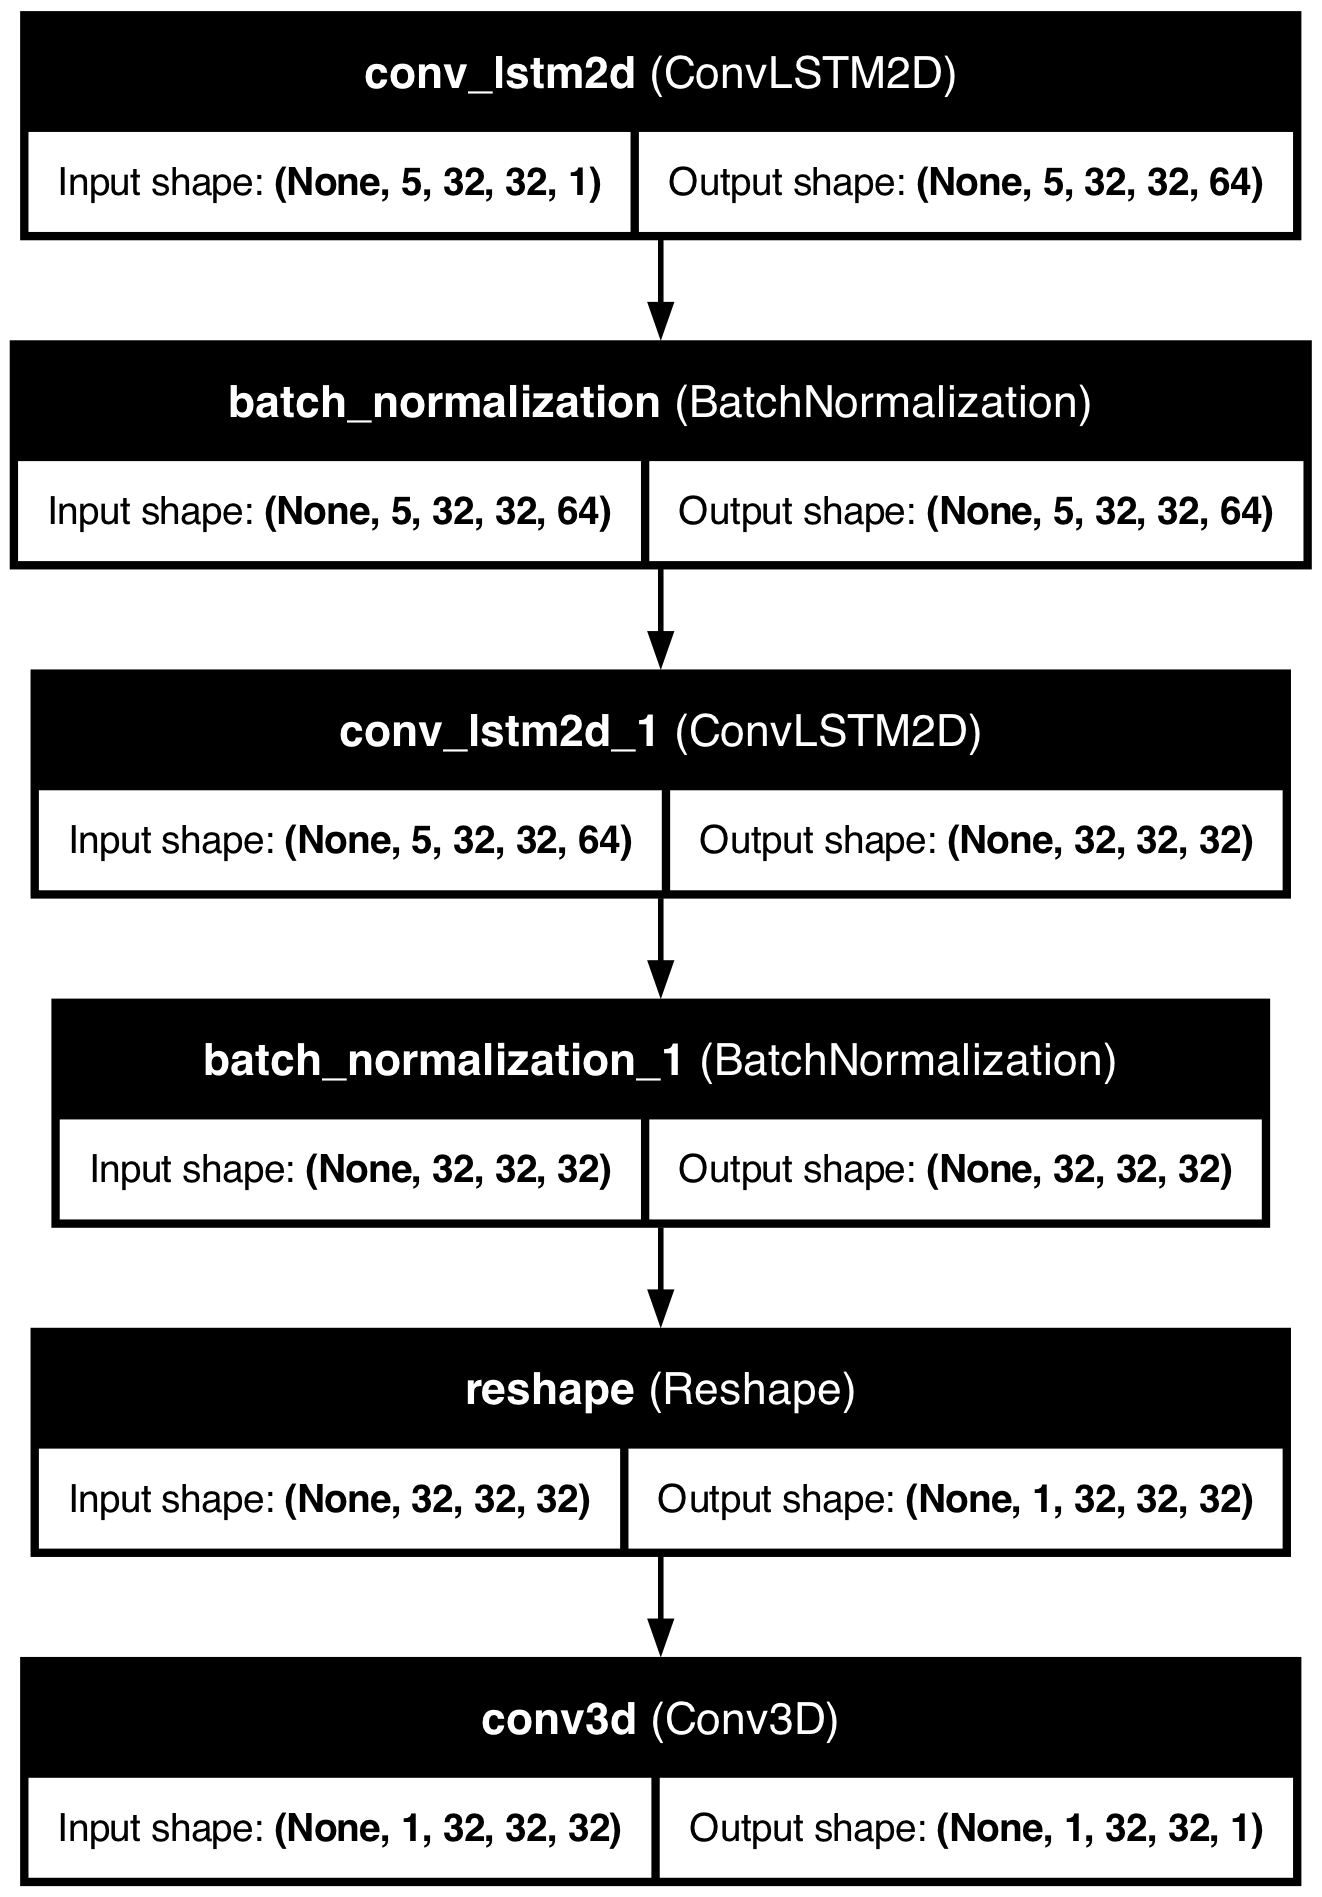 conv_lstm2d (ConvLSTM2D)
Input shape: (None, 5, 32, 32, 1) Output shape: (None, 5, 32, 32, 64)
batch_normalization (BatchNormalization)
Input shape: (None, 5, 32, 32, 64) Output shape: (None, 5, 32, 32, 64)
conv_lstm2d_1 (ConvLSTM2D)
Input shape: (None, 5, 32, 32, 64) Output shape: (None, 32, 32, 32)
batch_normalization_1 (BatchNormalization)
Input shape: (None, 32, 32, 32) Output shape: (None, 32, 32, 32)
reshape (Reshape)
Input shape: (None, 32, 32, 32) Output shape: (None, 1, 32, 32, 32)
conv3d (Conv3D)
Input shape: (None, 1, 32, 32, 32) Output shape: (None, 1, 32, 32, 1)